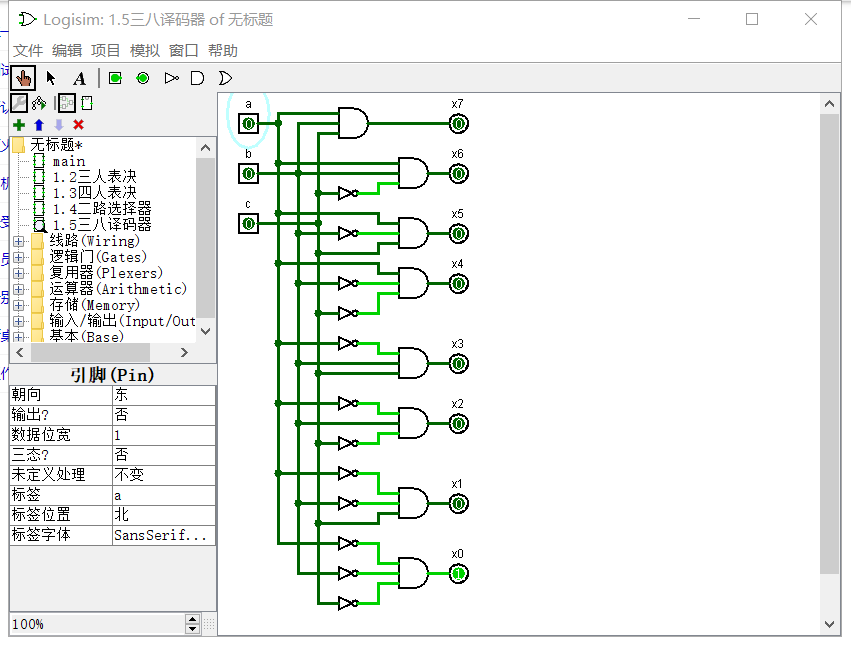 Logisim: 1.5三八译码器 of 无标题
文件 编辑 项目 模拟 窗口 帮助
A
无标题*
main
1.2三人表决
1.3四人表决
1.4二路选择器
1.5三八译码器
线路(Wiring)
逻辑门(Gates)
复用器(Plexers)
运算器(Arithmetic)
存储(Memory)
输入/输出(Input/Out
基本(Base)
引脚(Pin)
朝向 东
输出? 否
数据位宽 1
三态? 否
未定义处理 不变
标签 a
标签位置 北
标签字体 SansSerif...
100%
a
0
b
0
c
0
x7
0
x6
0
x5
0
x4
0
x3
0
x2
0
x1
0
x0
1